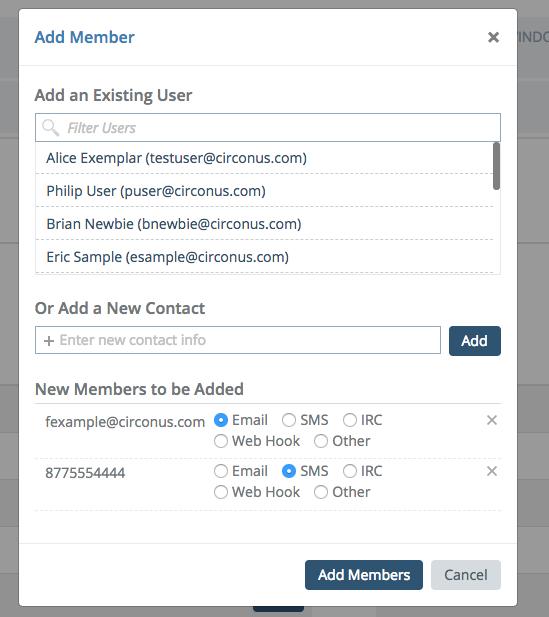 Add Member
Add an Existing User
Filter Users
Alice Exemplar (testuser@circonus.com)
Philip User (puser@circonus.com)
Brian Newbie (bnewbie@circonus.com)
Eric Sample (esample@circonus.com)
Or Add a New Contact
Enter new contact info
Add
New Members to be Added
fexample@circonus.com Email SMS IRC
Web Hook Other
8775554444 Email SMS IRC
Web Hook Other
Add Members Cancel